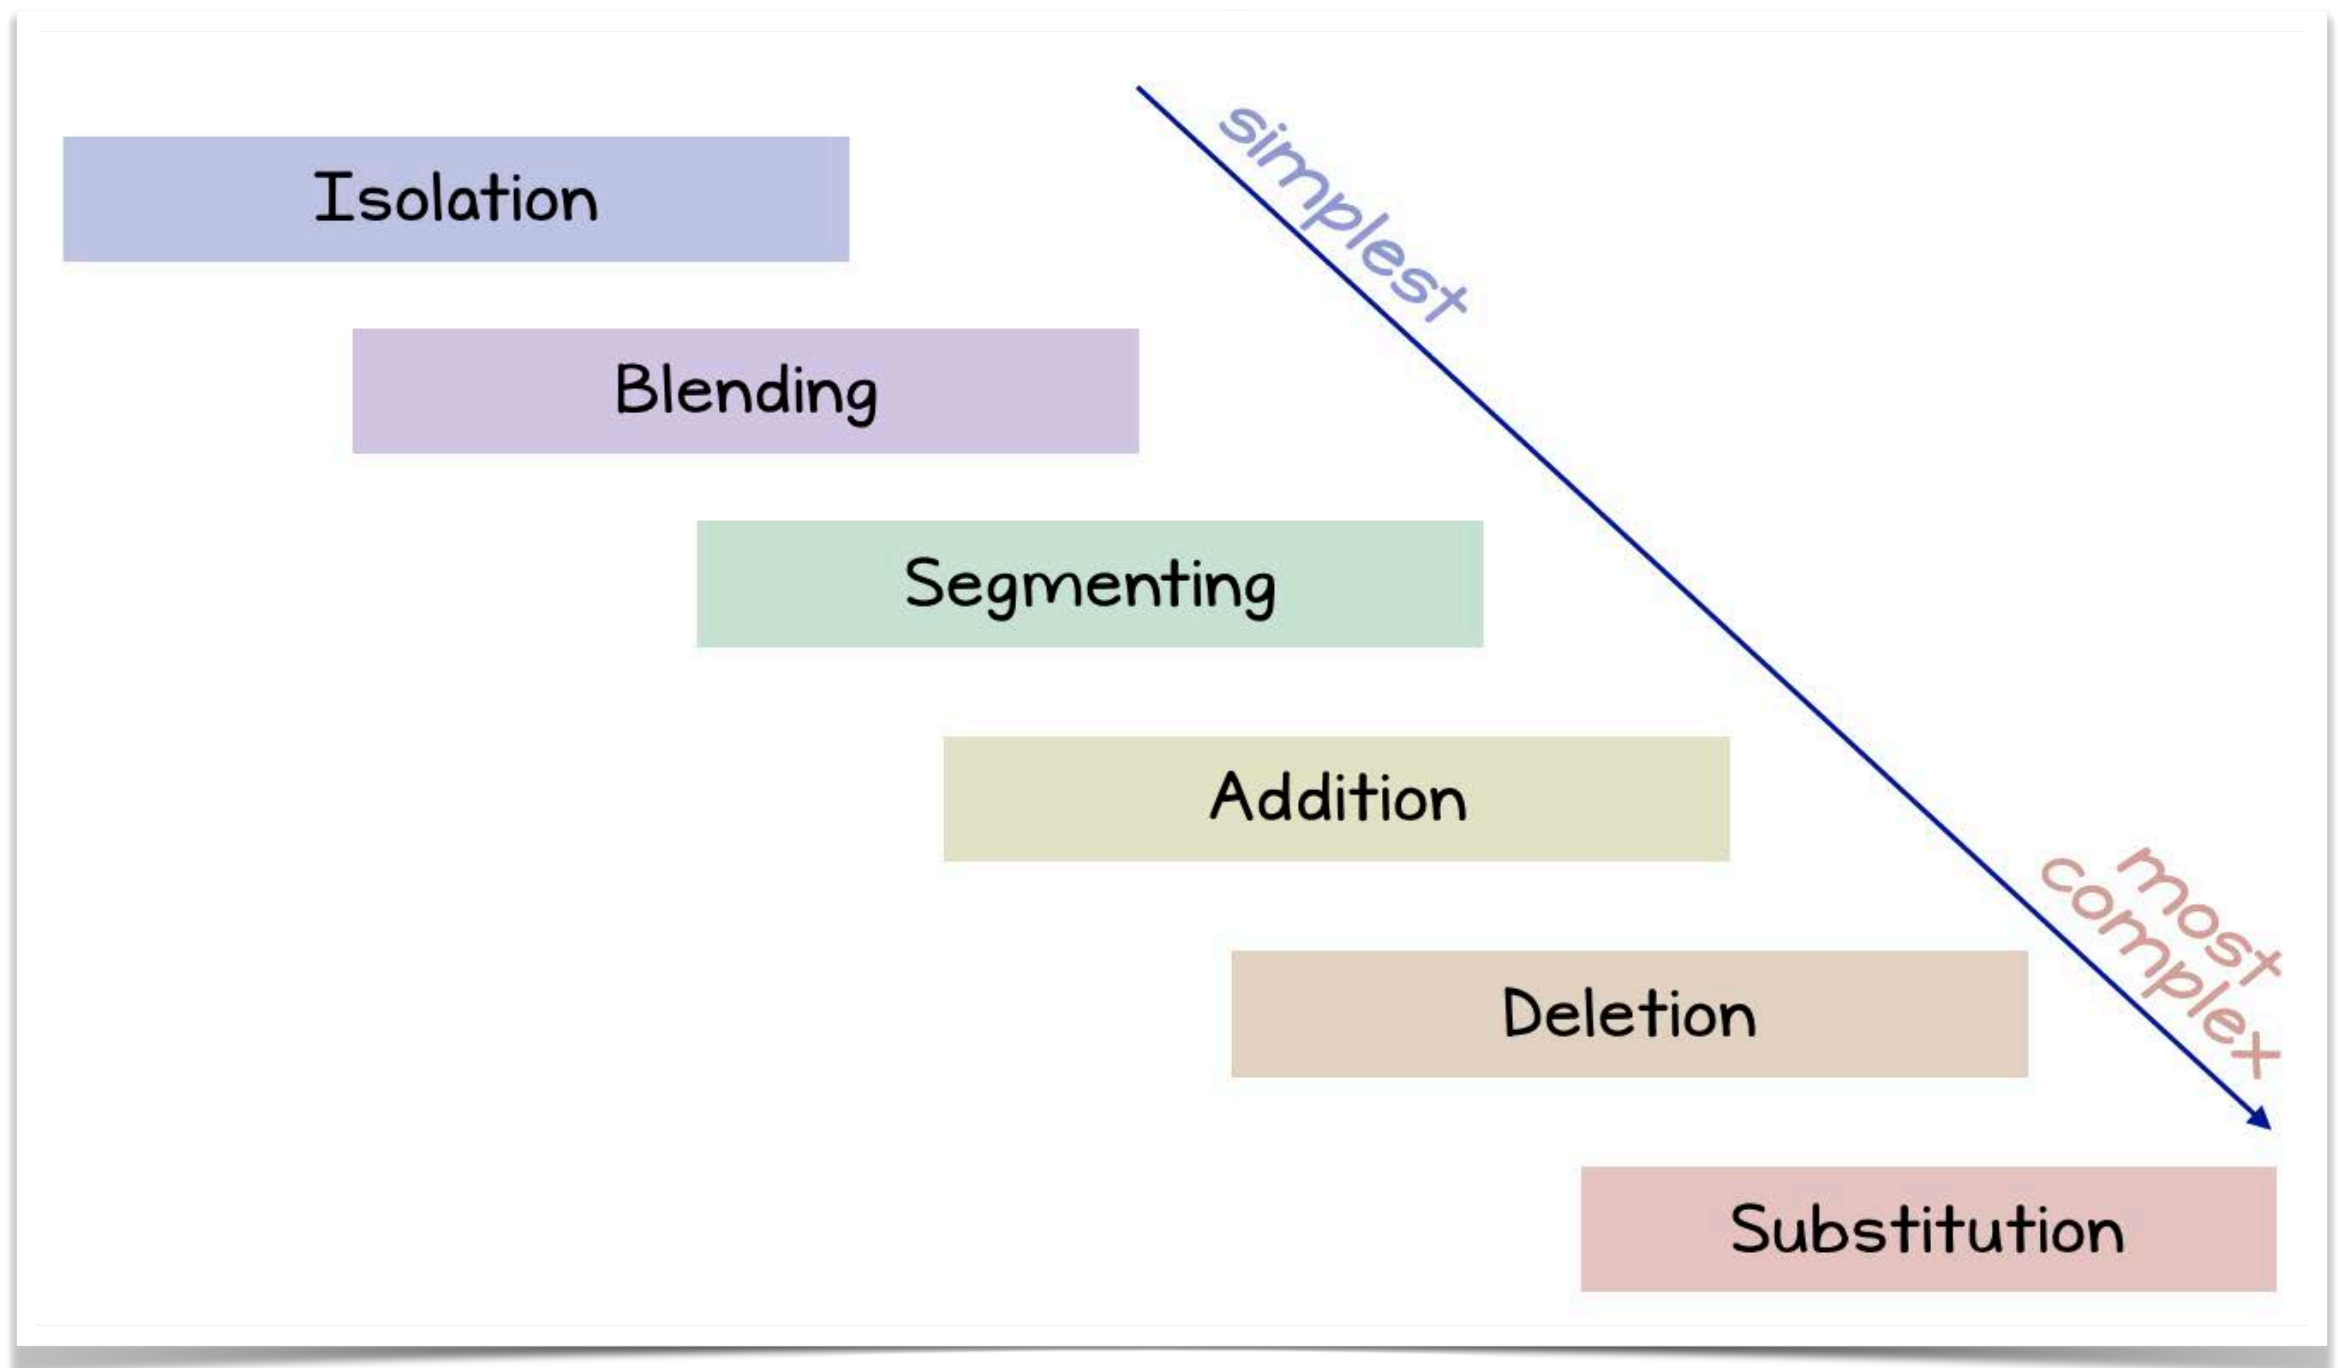 Isolation
simplest
Blending
Segmenting
Addition
most
complex
Deletion
Substitution